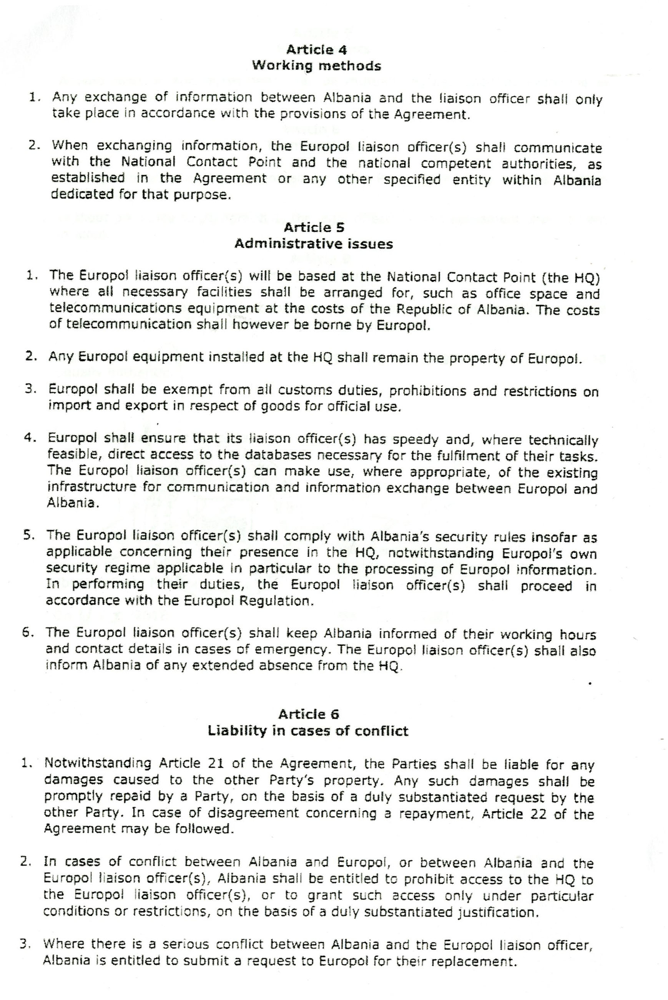 Article 4
Working methods
1. Any exchange of information between Albania and the liaison officer shall only
take place in accordance with the provisions of the Agreement.
2. When exchanging information, the Europol liaison officer(s) shall communicate
with the National Contact Point and the national competent authorities, as
established in the Agreement or any other specified entity within Albania
dedicated for that purpose.
Article 5
Administrative issues
1. The Europol liaison officer(s) will be based at the National Contact Point (the HQ)
where all necessary facilities shall be arranged for, such as office space and
telecommunications equipment at the costs of the Republic of Albania. The costs
of telecommunication shall however be borne by Europol.
2. Any Europol equipment installed at the HQ shall remain the property of Europol.
3. Europol shall be exempt from all customs duties, prohibitions and restrictions on
import and export in respect of goods for official use.
4. Europol shall ensure that its liaison officer(s) has speedy and, where technically
feasible, direct access to the databases necessary for the fulfilment of their tasks.
The Europol liaison officer(s) can make use, where appropriate, of the existing
infrastructure for communication and information exchange between Europol and
Albania.
5. The Europol liaison officer(s) shall comply with Albania's security rules insofar as
applicable concerning their presence in the HQ, notwithstanding Europol's own
security regime applicable in particular to the processing of Europol information.
In performing their duties, the Europol liaison officer(s) shall proceed in
accordance with the Europol Regulation.
6. The Europol liaison officer(s) shall keep Albania informed of their working hours
and contact details in cases of emergency. The Europol liaison officer(s) shall also
inform Albania of any extended absence from the HQ.
Article 6
Liability in cases of conflict
1. Notwithstanding Article 21 of the Agreement, the Parties shall be liable for any
damages caused to the other Party's property. Any such damages shall be
promptly repaid by a Party, on the basis of a duly substantiated request by the
other Party. In case of disagreement concerning a repayment, Article 22 of the
Agreement may be followed.
2. In cases of conflict between Albania and Europol, or between Albania and the
Europol liaison officer(s), Albania shall be entitled to prohibit access to the HQ to
the Europol liaison officer(s), or to grant such access only under particular
conditions or restrictions, on the basis of a duly substantiated justification.
3. Where there is a serious conflict between Albania and the Europol liaison officer,
Albania is entitled to submit a request to Europol for their replacement.